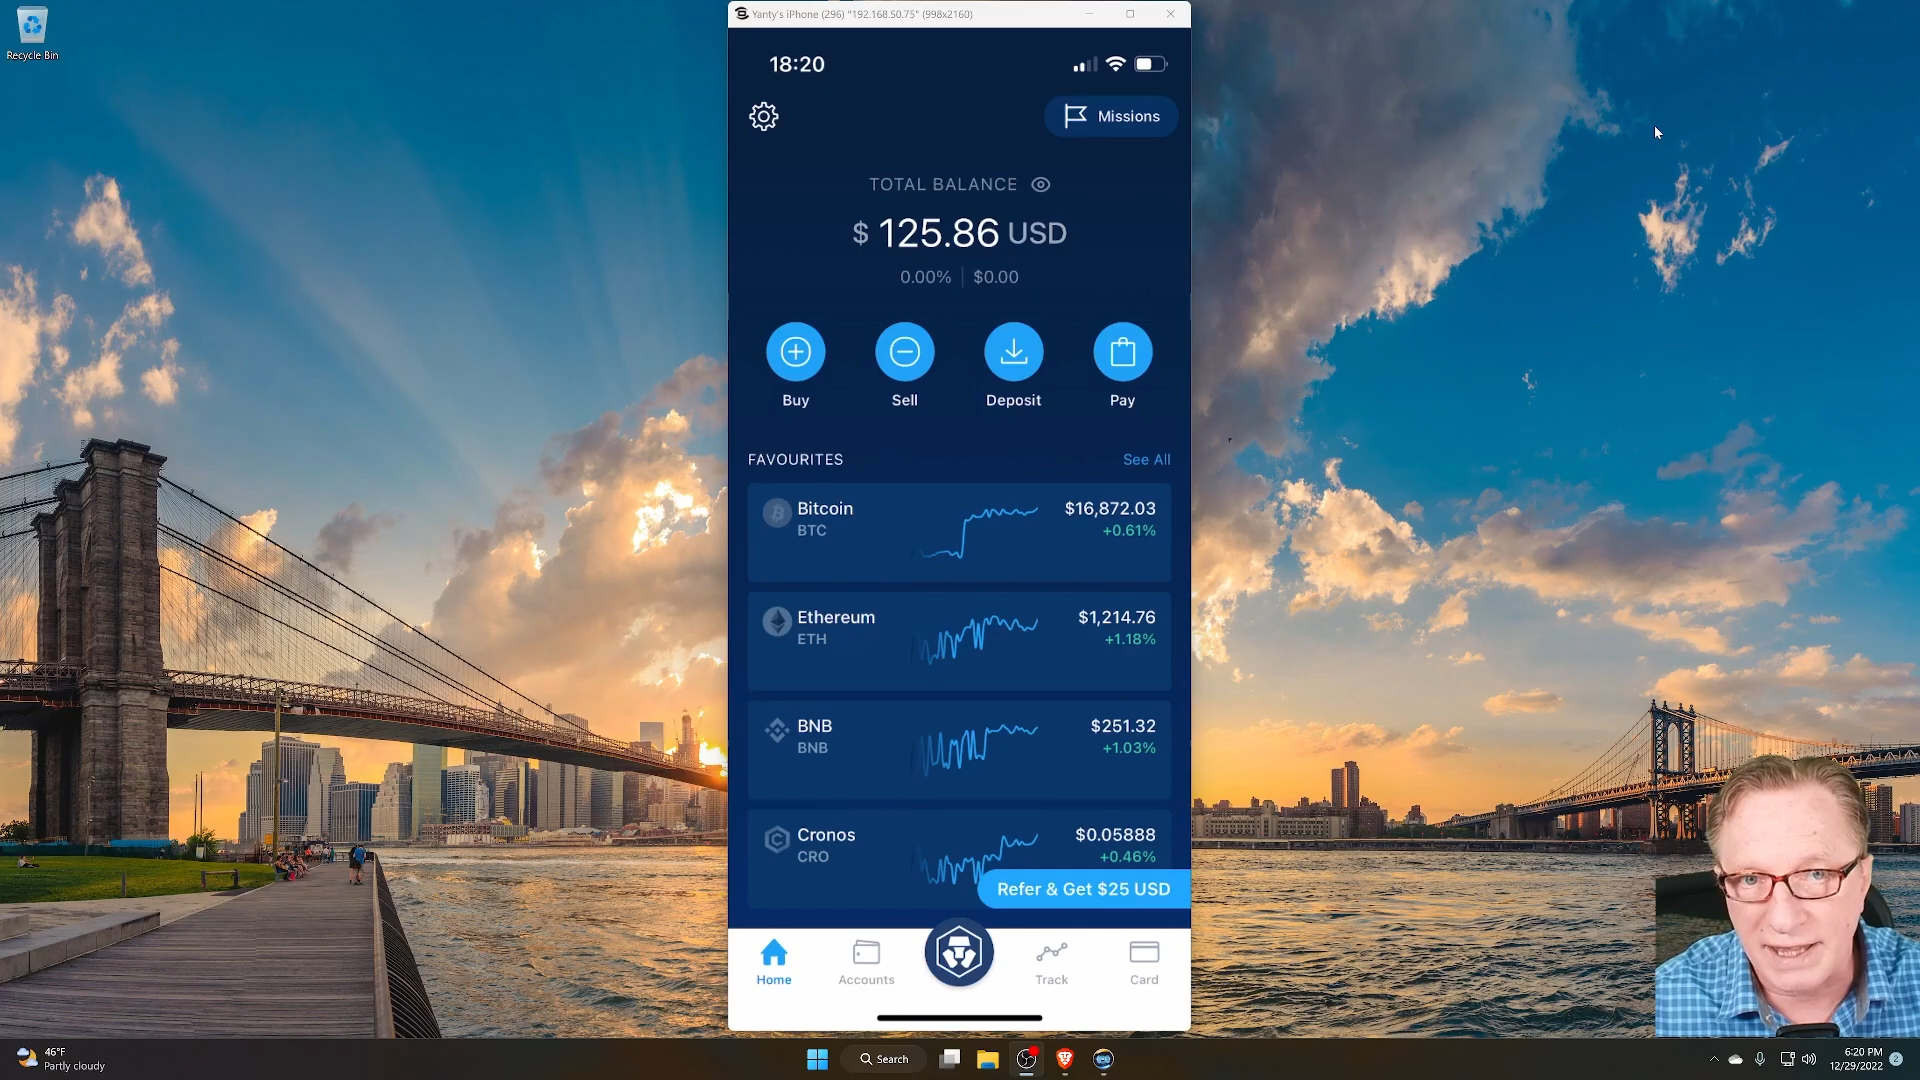 Recycle Bin
Yanty's iPhone (296) "192.168.50.75" (998x2160)
18:20
Missions
TOTAL BALANCE
$ 125.86 USD
0.00% $0.00
Buy Sell Deposit Pay
FAVOURITES See All
Bitcoin $16,872.03
BTC +0.61%
Ethereum $1,214.76
ETH +1.18%
BNB $251.32
BNB +1.03%
Cronos $0.05888
CRO +0.46%
Refer & Get $25 USD
Home Accounts Track Card
46°F
Partly cloudy
Search
6:20 PM
12/29/2022
2